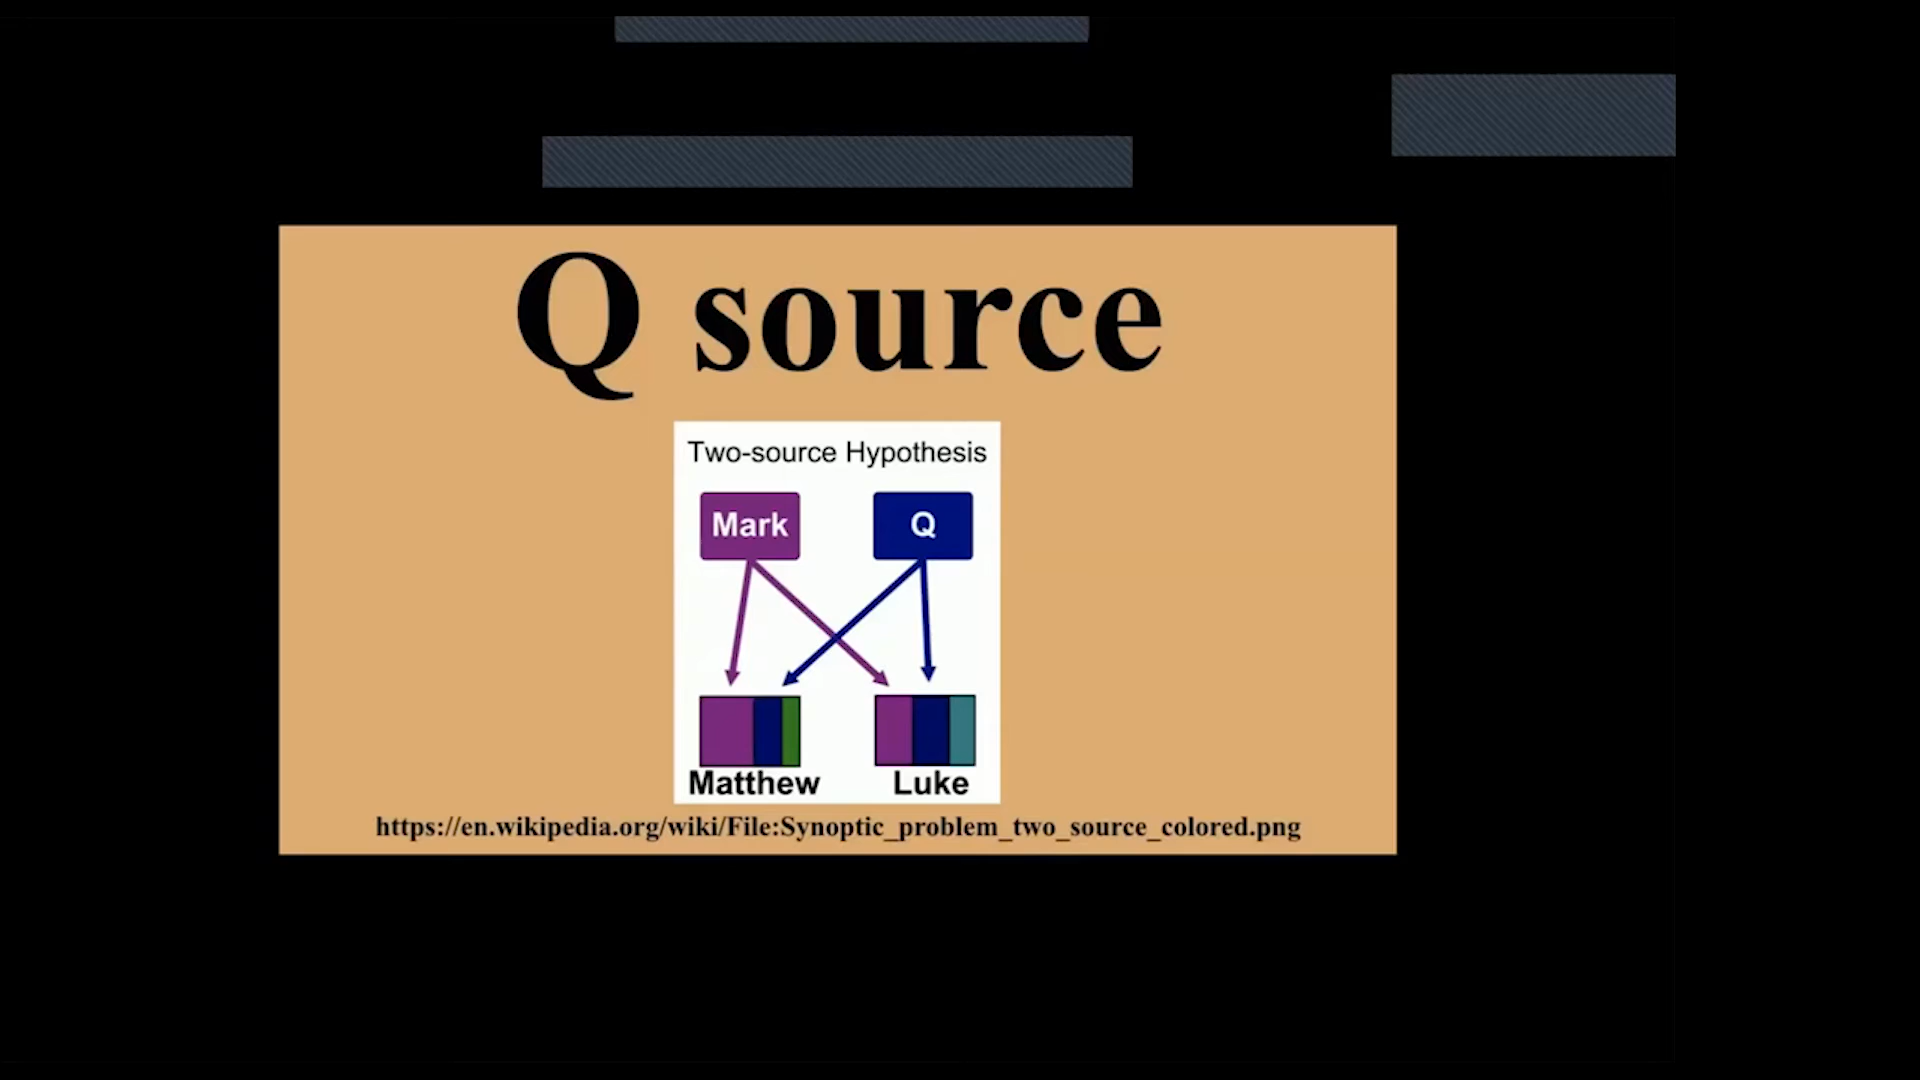 Q source
Two-source Hypothesis
Mark Q
Matthew Luke
https://en.wikipedia.org/wiki/File:Synoptic_problem_two_source_colored.png